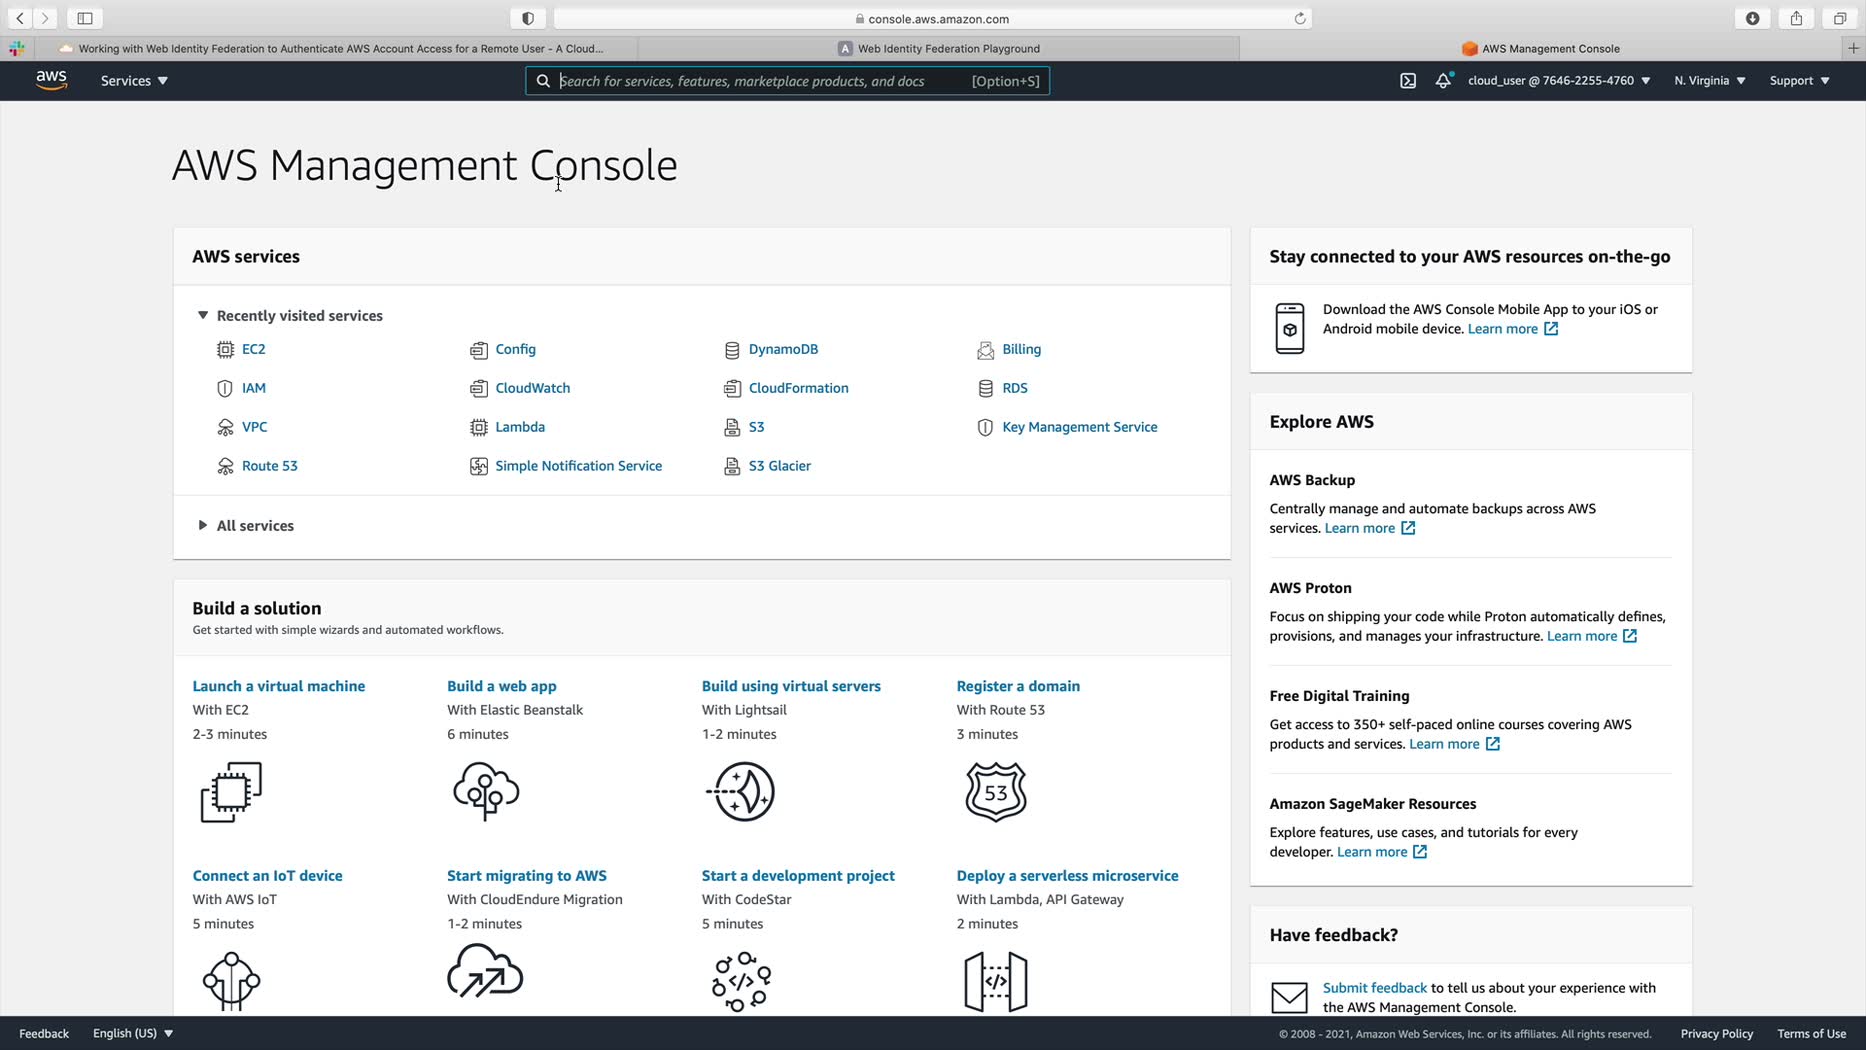 console.aws.amazon.com
Working with Web Identity Federation to Authenticate AWS Account Access for a Remote User - A Cloud...
Web Identity Federation Playground
AWS Management Console
aws
Services
Search for services, features, marketplace products, and docs
[Option+S]
cloud_user @ 7646-2255-4760
N. Virginia
Support
AWS Management Console
AWS services
Recently visited services
EC2
Config
DynamoDB
Billing
IAM
CloudWatch
CloudFormation
RDS
VPC
Lambda
S3
Key Management Service
Route 53
Simple Notification Service
S3 Glacier
All services
Build a solution
Get started with simple wizards and automated workflows.
Launch a virtual machine
With EC2
2-3 minutes
Build a web app
With Elastic Beanstalk
6 minutes
Build using virtual servers
With Lightsail
1-2 minutes
Register a domain
With Route 53
3 minutes
53
Connect an IoT device
With AWS IoT
5 minutes
Start migrating to AWS
With CloudEndure Migration
1-2 minutes
Start a development project
With CodeStar
5 minutes
</>
Deploy a serverless microservice
With Lambda, API Gateway
2 minutes
</>
Stay connected to your AWS resources on-the-go
Download the AWS Console Mobile App to your iOS or
Android mobile device. Learn more
Explore AWS
AWS Backup
Centrally manage and automate backups across AWS
services. Learn more
AWS Proton
Focus on shipping your code while Proton automatically defines,
provisions, and manages your infrastructure. Learn more
Free Digital Training
Get access to 350+ self-paced online courses covering AWS
products and services. Learn more
Amazon SageMaker Resources
Explore features, use cases, and tutorials for every
developer. Learn more
Have feedback?
Submit feedback to tell us about your experience with
the AWS Management Console.
Feedback
English (US)
© 2008 - 2021, Amazon Web Services, Inc. or its affiliates. All rights reserved.
Privacy Policy
Terms of Use